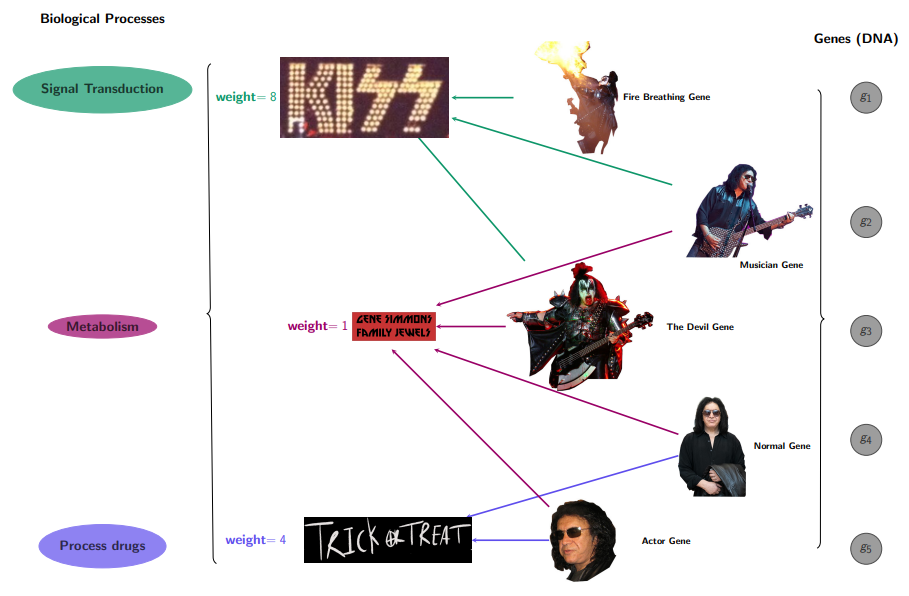 Biological Processes
Genes (DNA)
Signal Transduction
weight= 8
KISS
Fire Breathing Gene
g1
g2
Musician Gene
Metabolism
weight= 1
GENE SIMMONS
FAMILY JEWELS
The Devil Gene
g3
Normal Gene
g4
Process drugs
weight= 4
TRICK OR TREAT
Actor Gene
g5